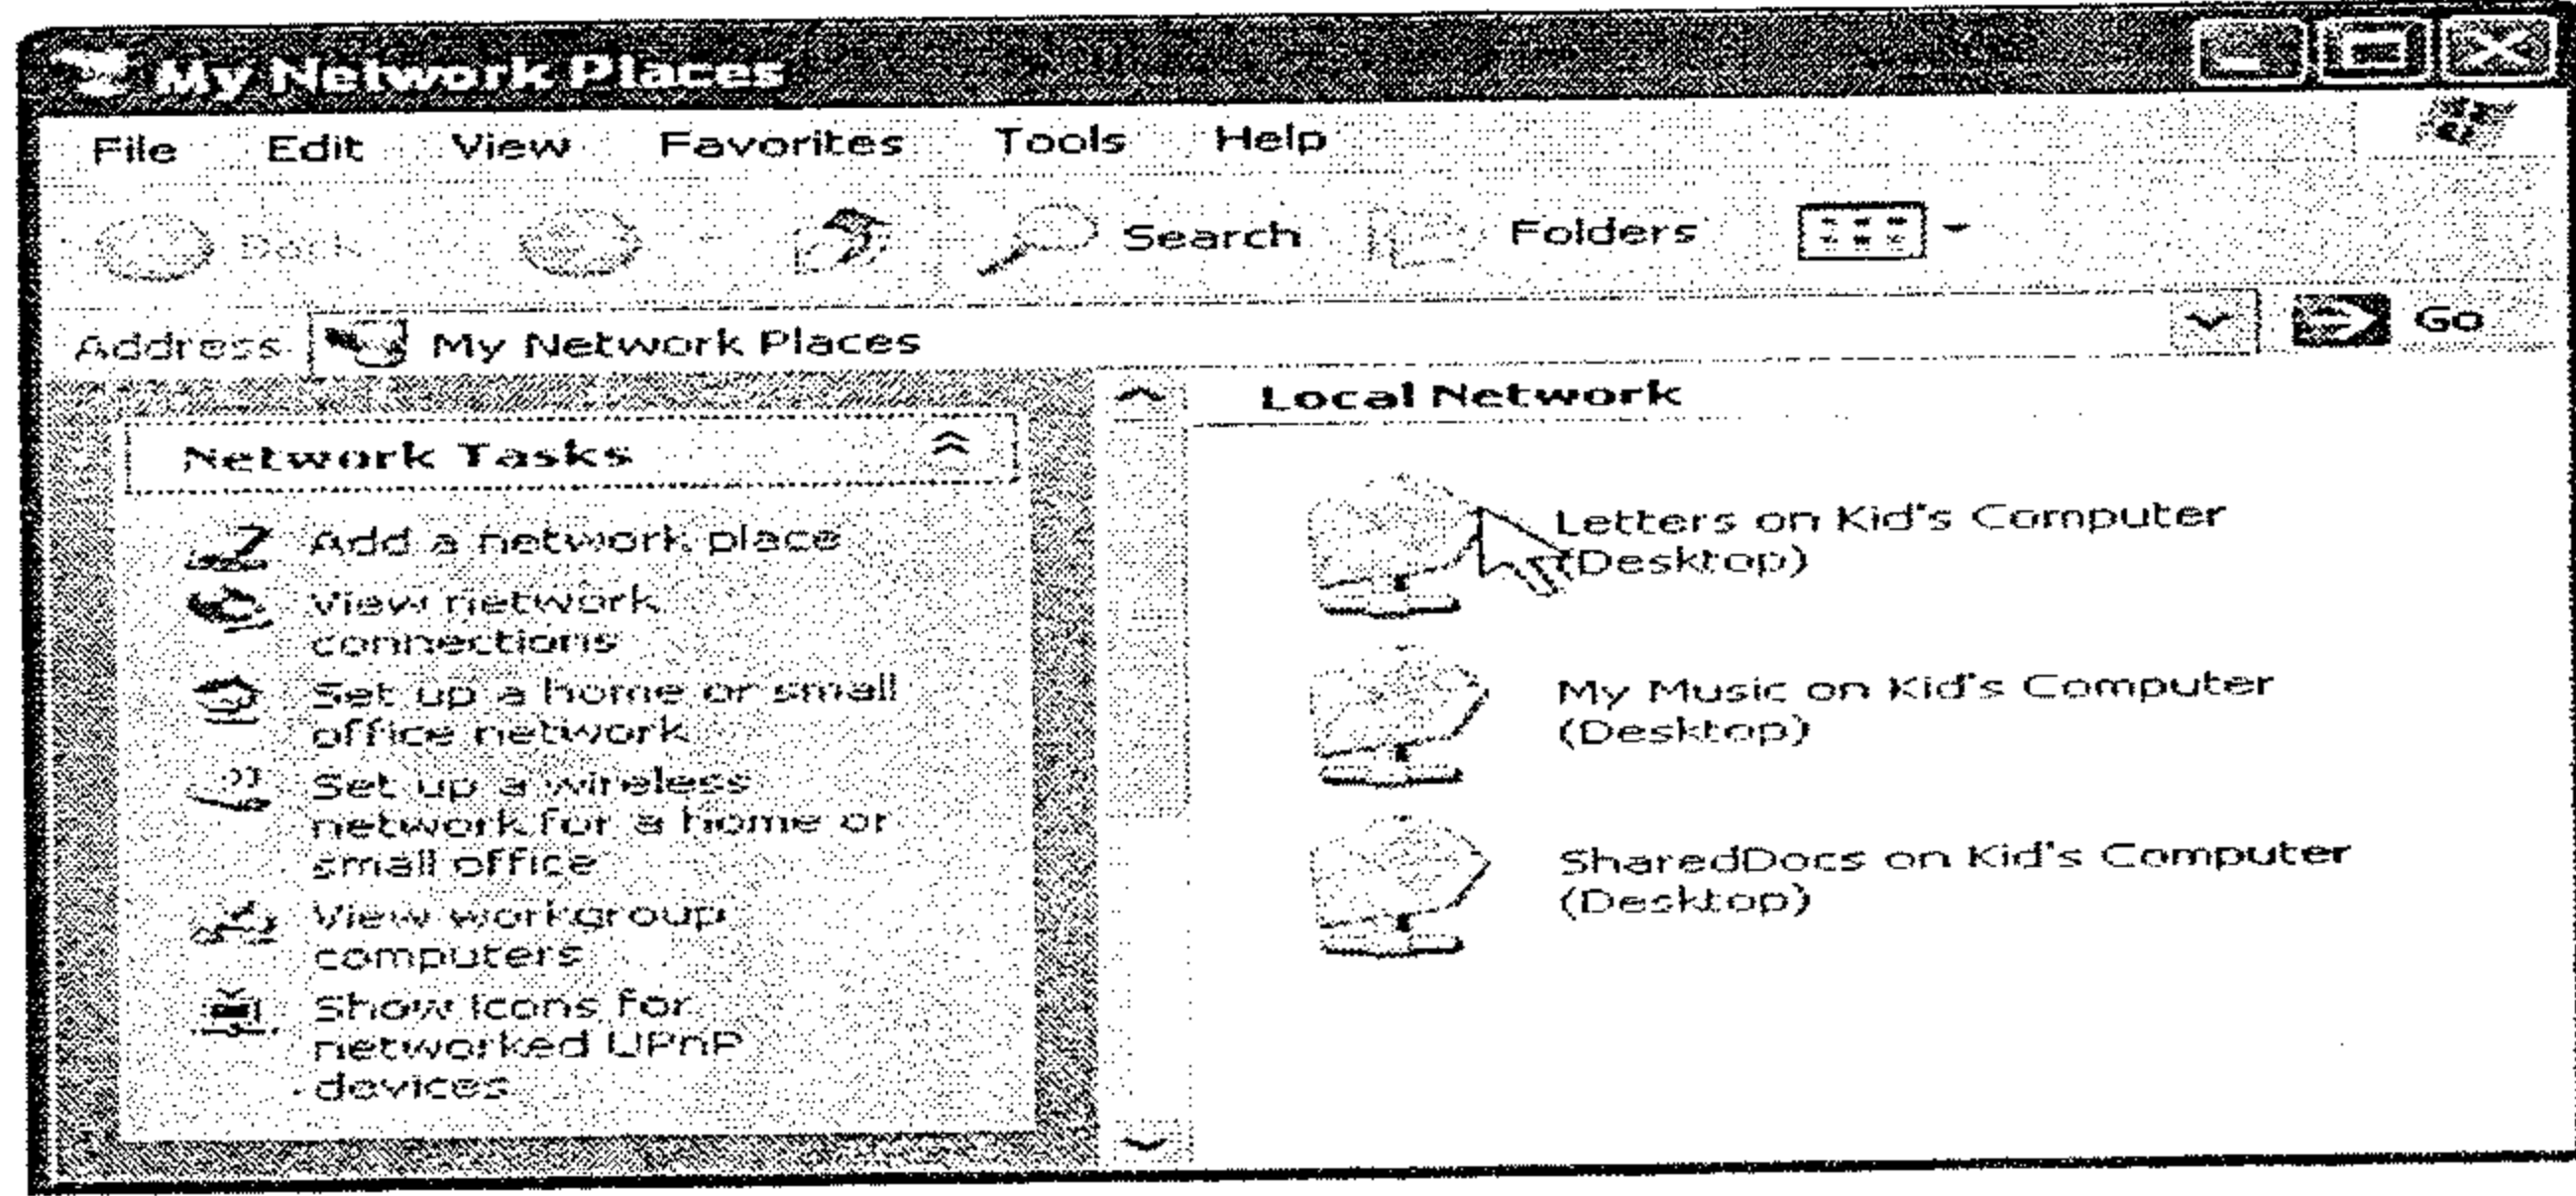 My Network Places
File Edit View Favorites Tools Help
Back Search Folders
Address My Network Places Go
Network Tasks
Add a network place
View network
connections
Set up a home or small
office network
Set up a wireless
network for a home or
small office
View workgroup
computers
Show icons for
networked UPnP
devices
Local Network
Letters on Kid's Computer
(Desktop)
My Music on Kid's Computer
(Desktop)
SharedDocs on Kid's Computer
(Desktop)